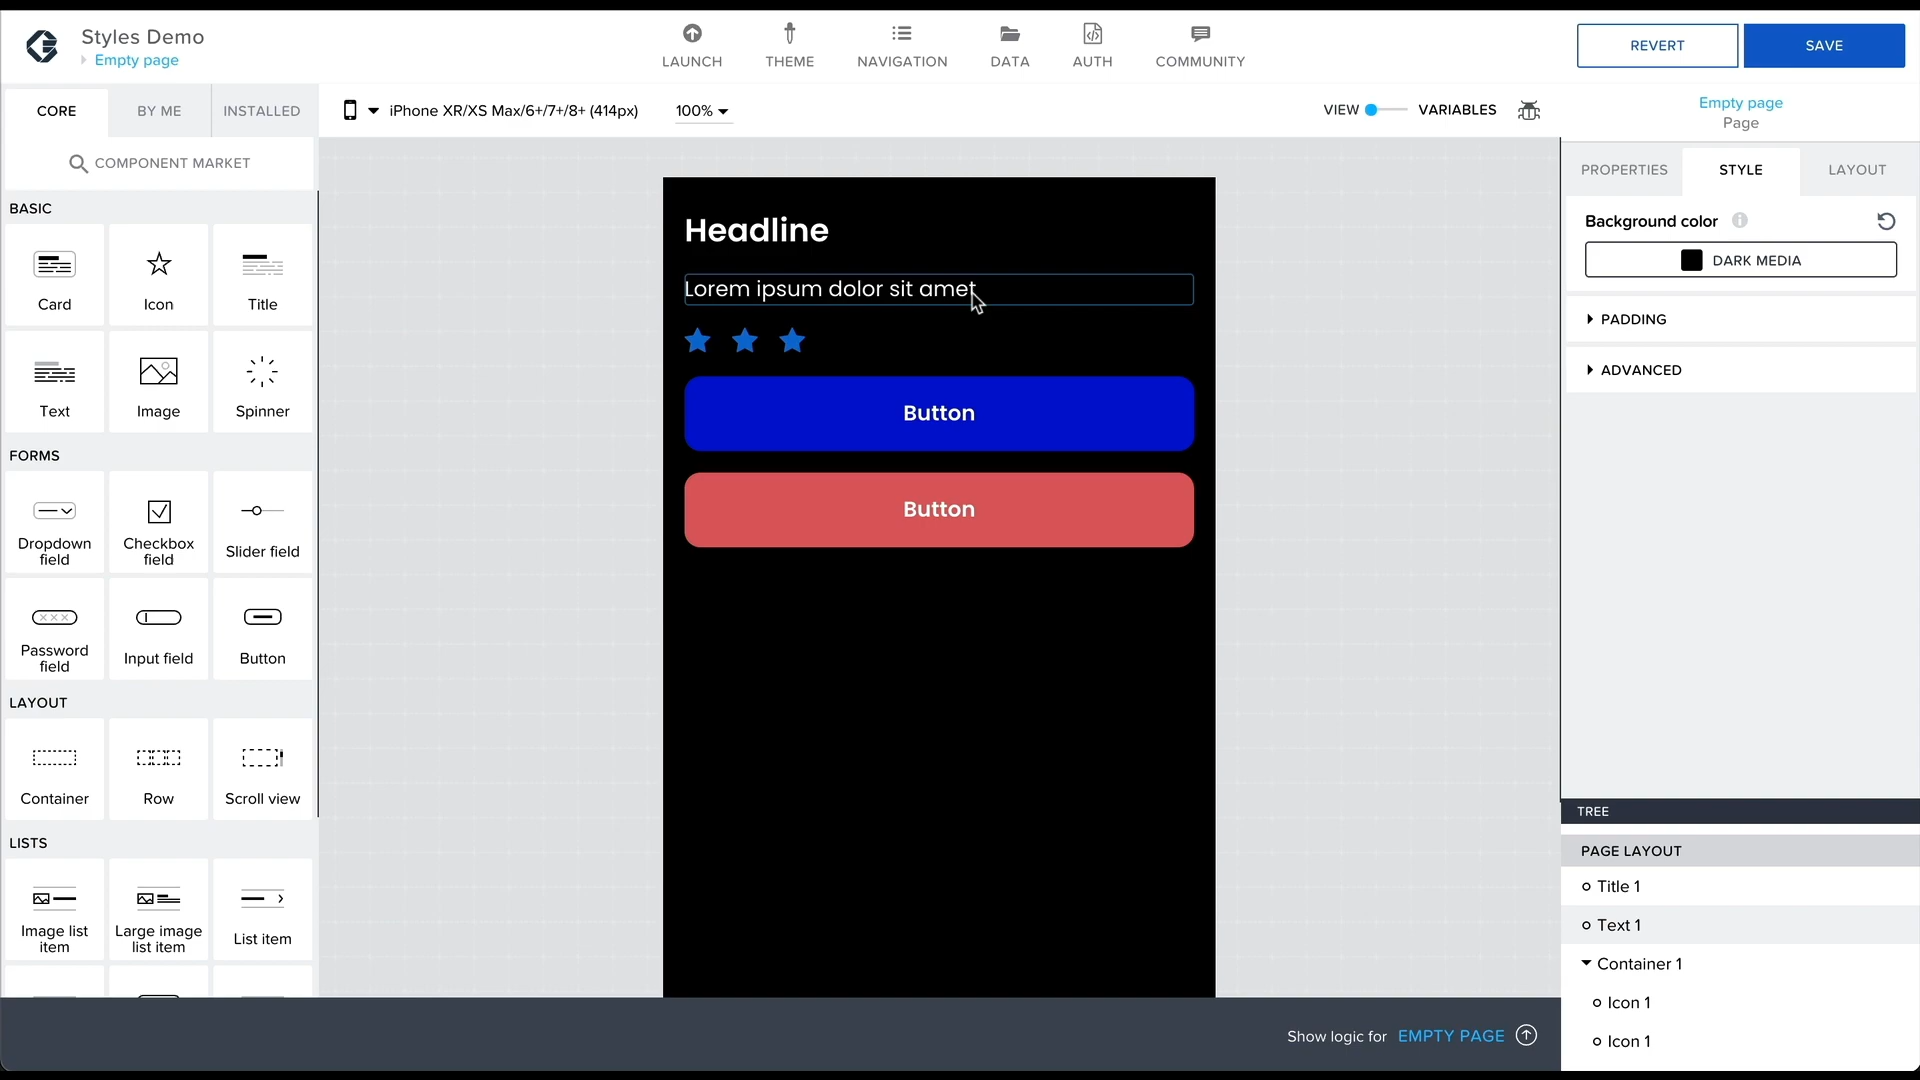 Styles Demo
Empty page
LAUNCH
THEME
NAVIGATION
DATA
AUTH
COMMUNITY
REVERT
SAVE
CORE
BY ME
INSTALLED
iPhone XR/XS Max/6+/7+/8+ (414px)
100%
VIEW
VARIABLES
Empty page
Page
COMPONENT MARKET
PROPERTIES
STYLE
LAYOUT
BASIC
Card
Icon
Title
Text
Image
Spinner
FORMS
Dropdown
field
Checkbox
field
Slider field
Password
field
Input field
Button
LAYOUT
Container
Row
Scroll view
LISTS
Image list
item
Large image
list item
List item
Headline
Lorem ipsum dolor sit amet
Button
Button
Background color
DARK MEDIA
PADDING
ADVANCED
TREE
PAGE LAYOUT
Title 1
Text 1
Container 1
Icon 1
Icon 1
Show logic for EMPTY PAGE